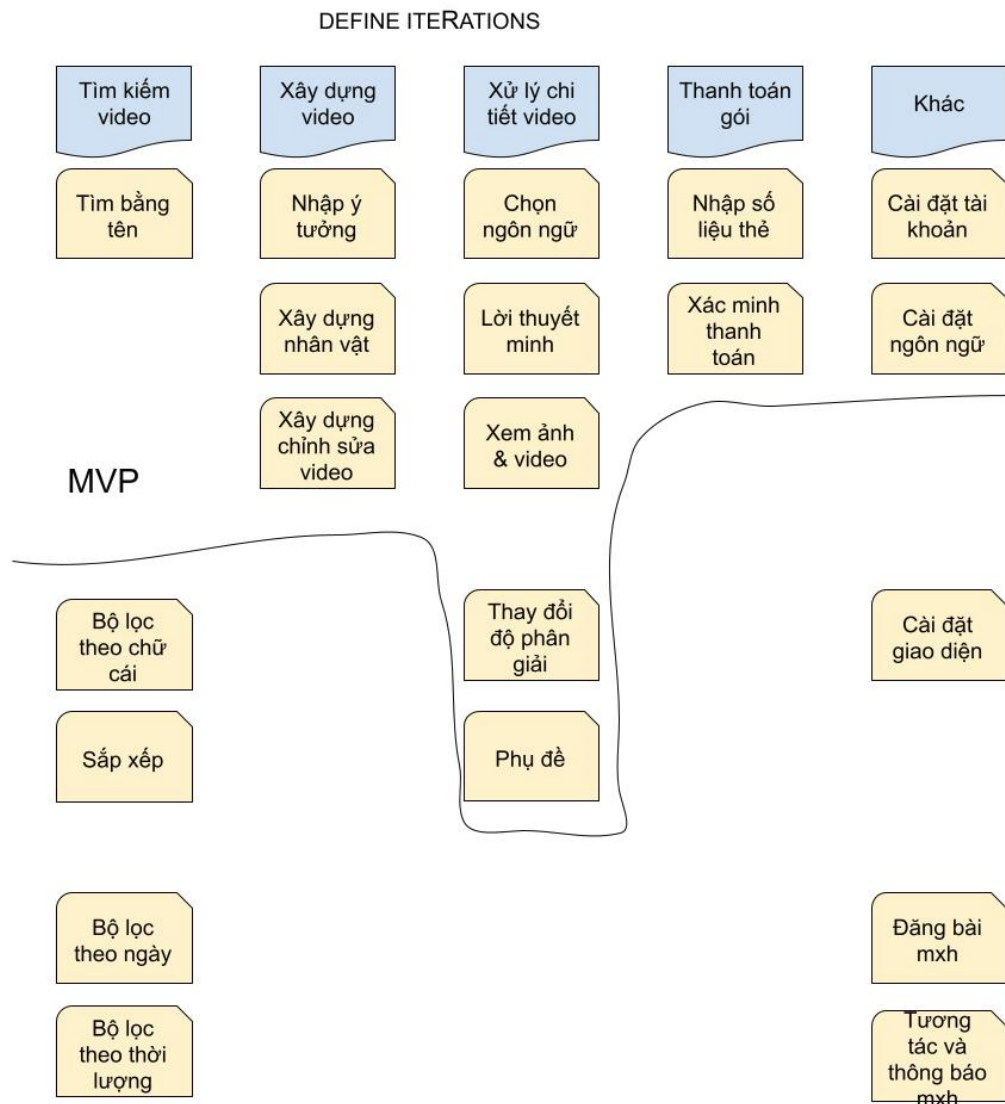 DEFINE ITERATIONS
Tìm kiếm
video
Xây dựng
video
Xử lý chi
tiết video
Thanh toán
gói
Khác
Tìm bằng
tên
Nhập ý
tưởng
Chọn
ngôn ngữ
Nhập số
liệu thẻ
Cài đặt tài
khoản
Xây dựng
nhân vật
Lời thuyết
minh
Xác minh
thanh
toán
Cài đặt
ngôn ngữ
Xây dựng
chỉnh sửa
video
Xem ảnh
& video
MVP
Bộ lọc
theo chữ
cái
Thay đổi
độ phân
giải
Cài đặt
giao diện
Sắp xếp
Phụ đề
Bộ lọc
theo ngày
Đăng bài
mxh
Bộ lọc
theo thời
lượng
Tương
tác và
thông báo
mxh